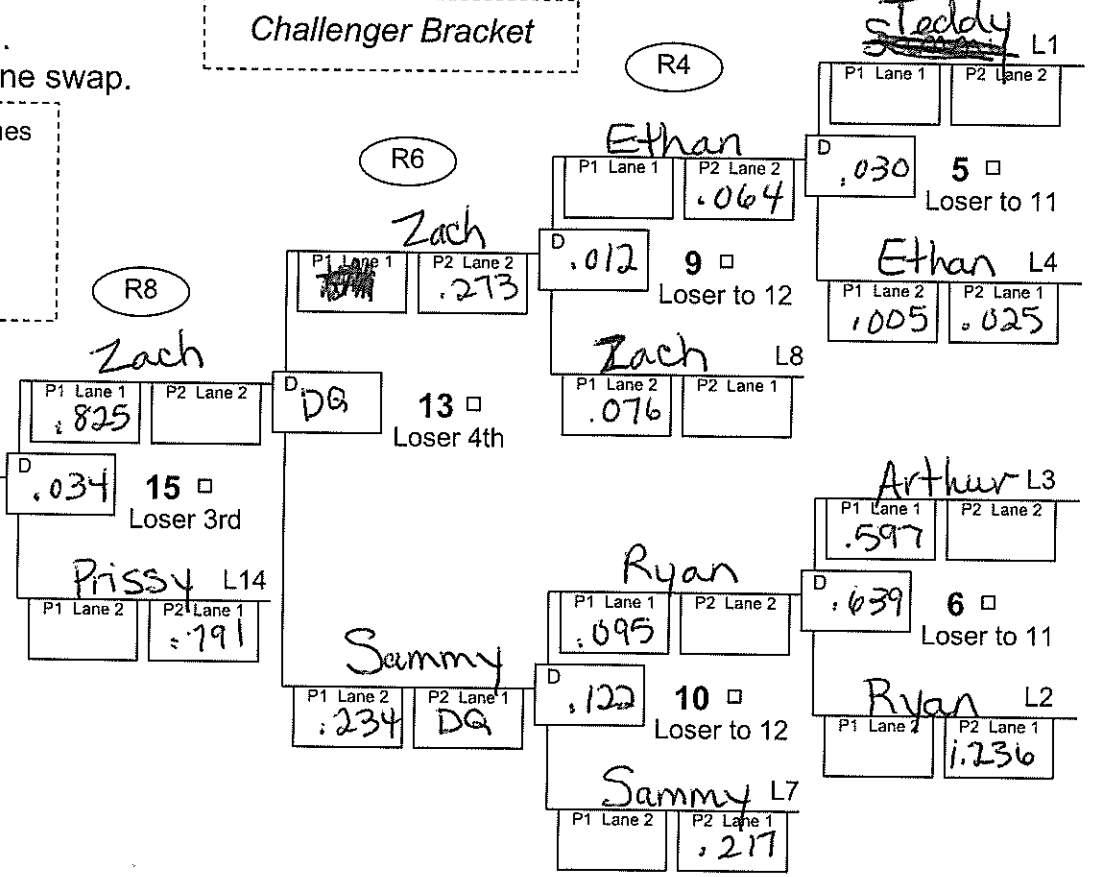 Challenger Bracket
.
ne swap.
nes
R4
R6
R8
Teddy L1
P1 Lane 1 P2 Lane 2
D .030 5 □
Loser to 11
Ethan L4
P1 Lane 2 P2 Lane 1
.005 .025
Ethan
P1 Lane 1 P2 Lane 2
.064
D .012 9 □
Loser to 12
Zach L8
P1 Lane 2 P2 Lane 1
.076
Zach
P1 Lane 1 P2 Lane 2
.273
D DQ 13 □
Loser 4th
Zach
P1 Lane 1 P2 Lane 2
.825
D .034 15 □
Loser 3rd
Prissy L14
P1 Lane 2 P2 Lane 1
.791
Arthur L3
P1 Lane 1 P2 Lane 2
.597
D .639 6 □
Loser to 11
Ryan L2
P1 Lane 2 P2 Lane 1
1.236
Ryan
P1 Lane 1 P2 Lane 2
.095
D .122 10 □
Loser to 12
Sammy L7
P1 Lane 2 P2 Lane 1
.217
Sammy
P1 Lane 2 P2 Lane 1
.234 DQ